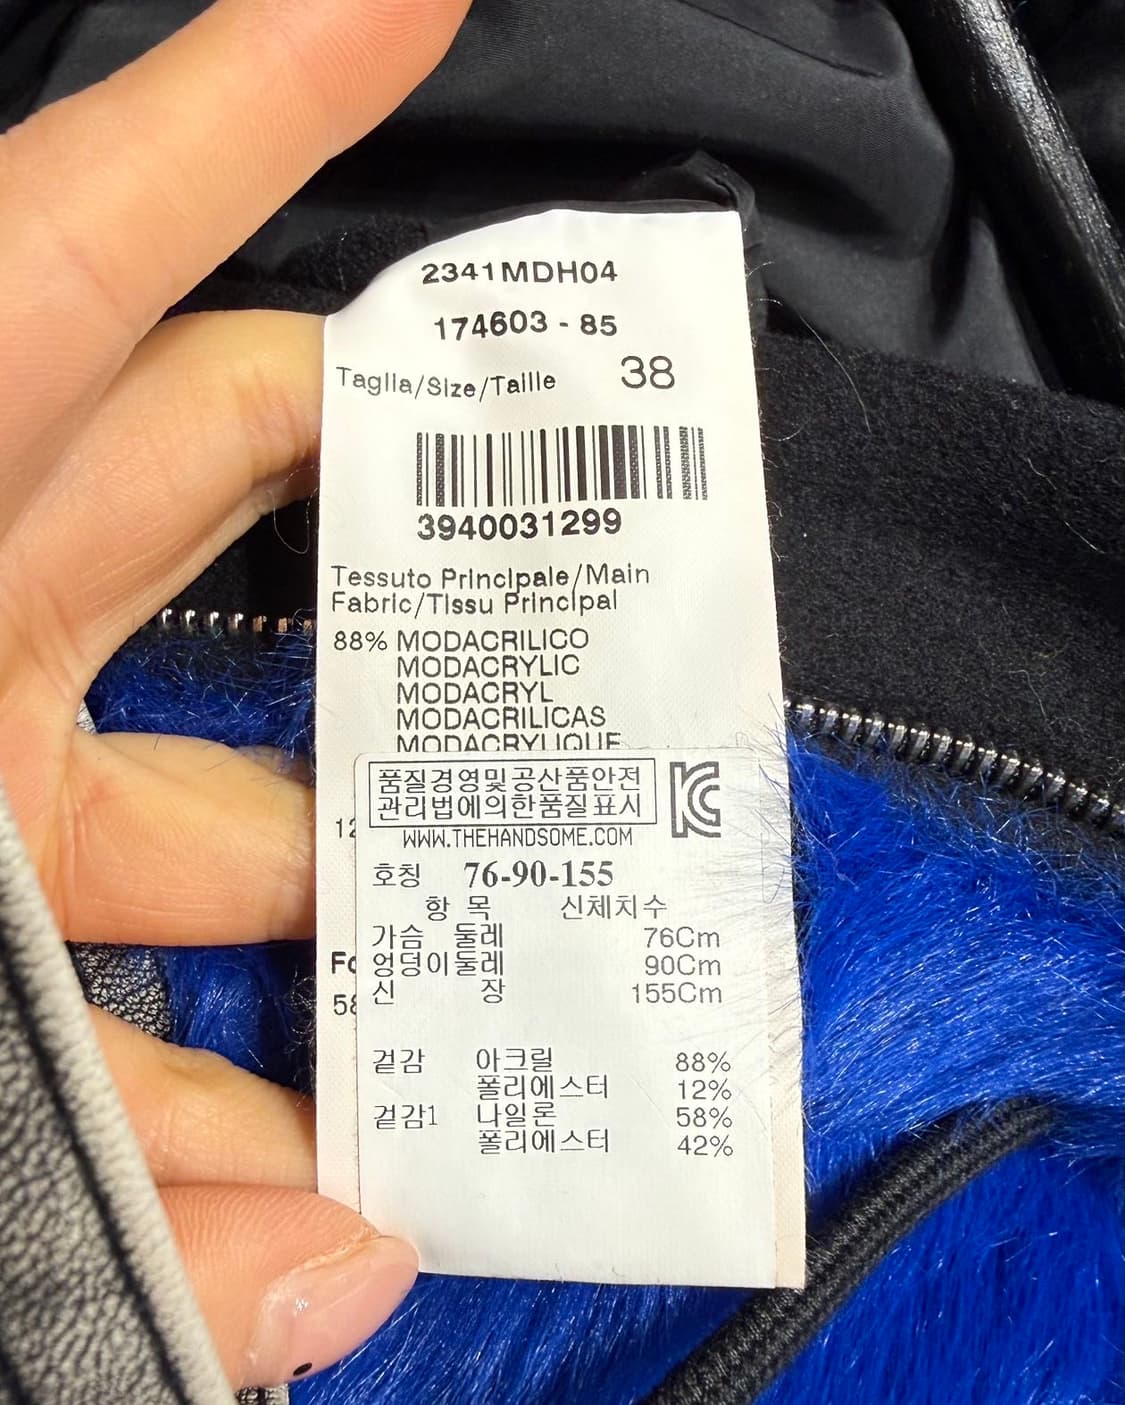 2341MDH04
174603 - 85
Taglia/Size/Taille 38
3940031299
Tessuto Principale/Main
Fabric/Tissu Principal
88% MODACRILICO
MODACRYLIC
MODACRYL
MODACRILICAS
MODACRYLIQUE
품질경영및공산품안전
관리법에의한품질표시
WWW.THEHANDSOME.COM
호칭 76-90-155
항 목 신체치수
가슴 둘레 76Cm
엉덩이둘레 90Cm
신 장 155Cm
겉감 아크릴 88%
폴리에스터 12%
겉감1 나일론 58%
폴리에스터 42%